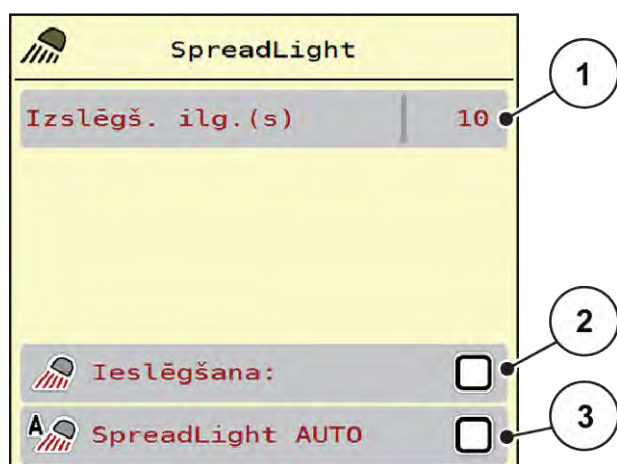 SpreadLight
Izslēgš. ilg.(s) 10
1
Ieslēgšana:
2
A
SpreadLight AUTO
3